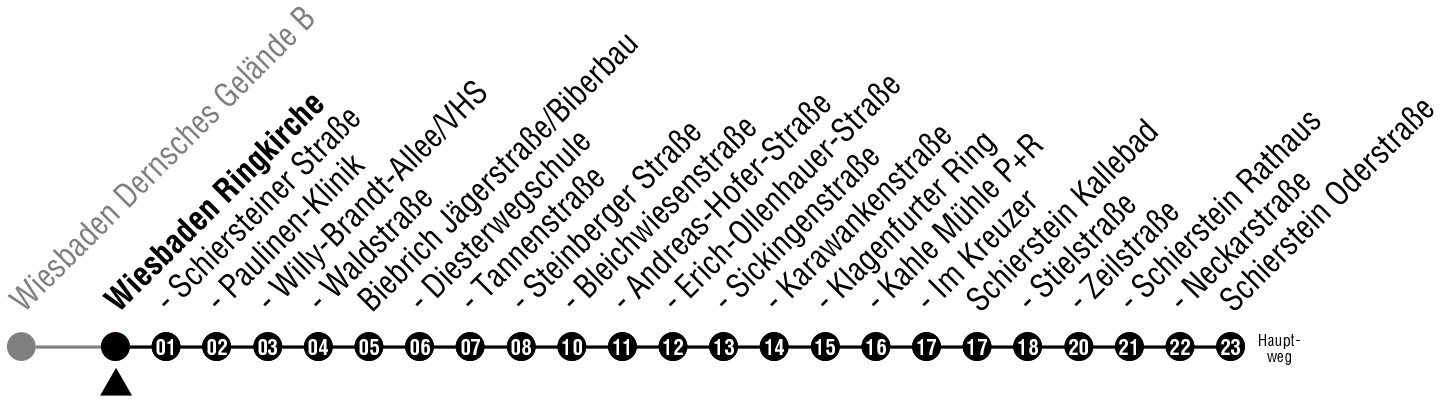 Wiesbaden Dernsches Gelände B
Wiesbaden Ringkirche
- Schiersteiner Straße
- Paulinen-Klinik
- Willy-Brandt-Allee/VHS
- Waldstraße
Biebrich Jägerstraße/Biberbau
- Diesterwegschule
- Tannenstraße
- Steinberger Straße
- Bleichwiesenstraße
- Andreas-Hofer-Straße
- Erich-Ollenhauer-Straße
- Sickingenstraße
- Karawankenstraße
- Klagenfurter Ring
- Kahle Mühle P+R
- Im Kreuzer
Schierstein Kallebad
- Stielstraße
- Zeilstraße
- Schierstein Rathaus
- Neckarstraße
Schierstein Oderstraße
01 02 03 04 05 06 07 08 10 11 12 13 14 15 16 17 17 18 20 21 22 23
Haupt-
weg